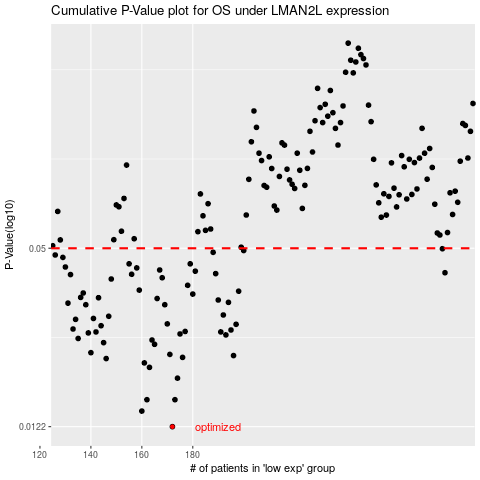 Cumulative P-Value plot for OS under LMAN2L expression
P-Value(log10)
0.05
0.0122
optimized
120 140 160 180
# of patients in 'low exp' group